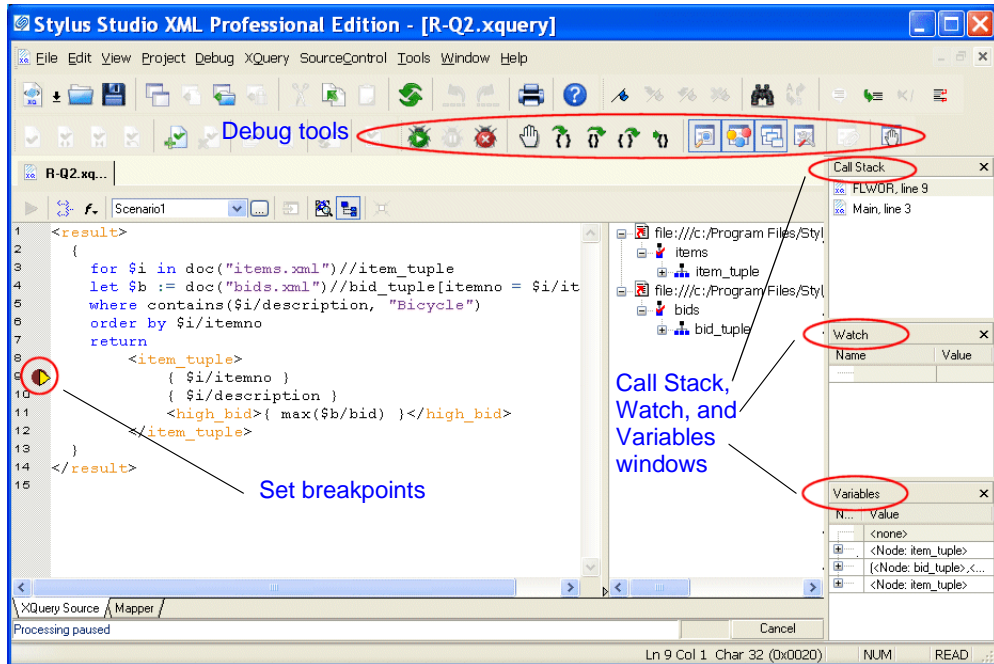 Stylus Studio XML Professional Edition - [R-Q2.xquery]
File Edit View Project Debug XQuery SourceControl Tools Window Help
Debug tools
R-Q2.xq...
Call Stack
FLWOR, line 9
Main, line 3
Scenario1
1 <result>
2 {
3 for $i in doc("items.xml")//item_tuple
4 let $b := doc("bids.xml")//bid_tuple[itemno = $i/it
5 where contains($i/description, "Bicycle")
6 order by $i/itemno
7 return
8 <item_tuple>
9 { $i/itemno }
10 { $i/description }
11 <high_bid>{ max($b/bid) }</high_bid>
12 </item_tuple>
13 }
14 </result>
15
file:///c:/Program Files/Styl
items
item_tuple
file:///c:/Program Files/Styl
bids
bid_tuple
Watch
Name Value
Call Stack,
Watch, and
Variables
windows
Set breakpoints
Variables
N... Value
<none>
<Node: item_tuple>
(<Node: bid_tuple>,<...
<Node: item_tuple>
XQuery Source Mapper
Processing paused
Cancel
Ln 9 Col 1 Char 32 (0x0020) NUM READ